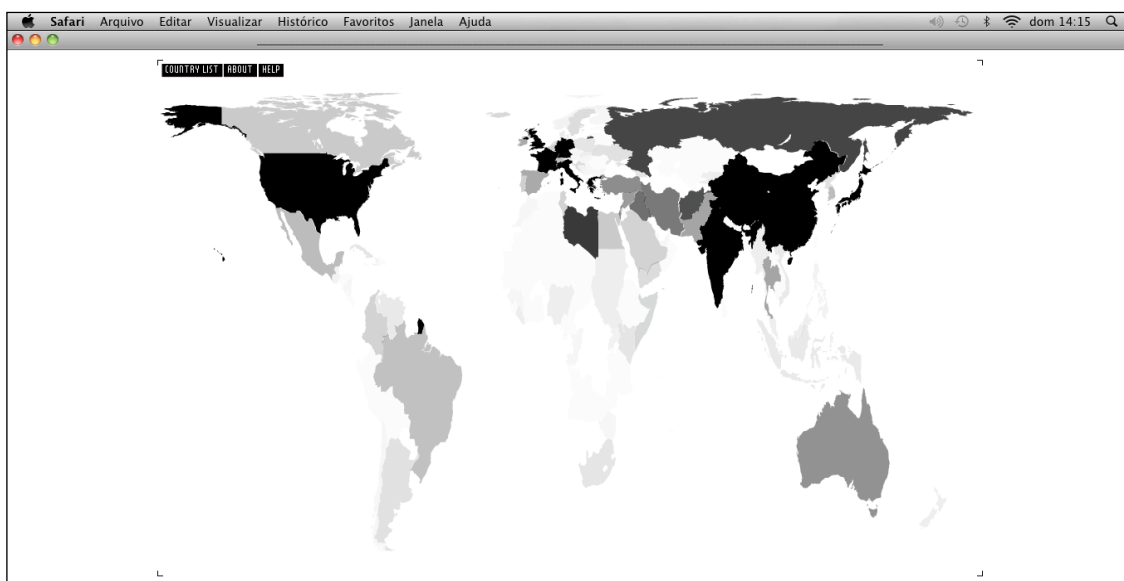 Safari Arquivo Editar Visualizar Histórico Favoritos Janela Ajuda dom 14:15
COUNTRY LIST ABOUT HELP